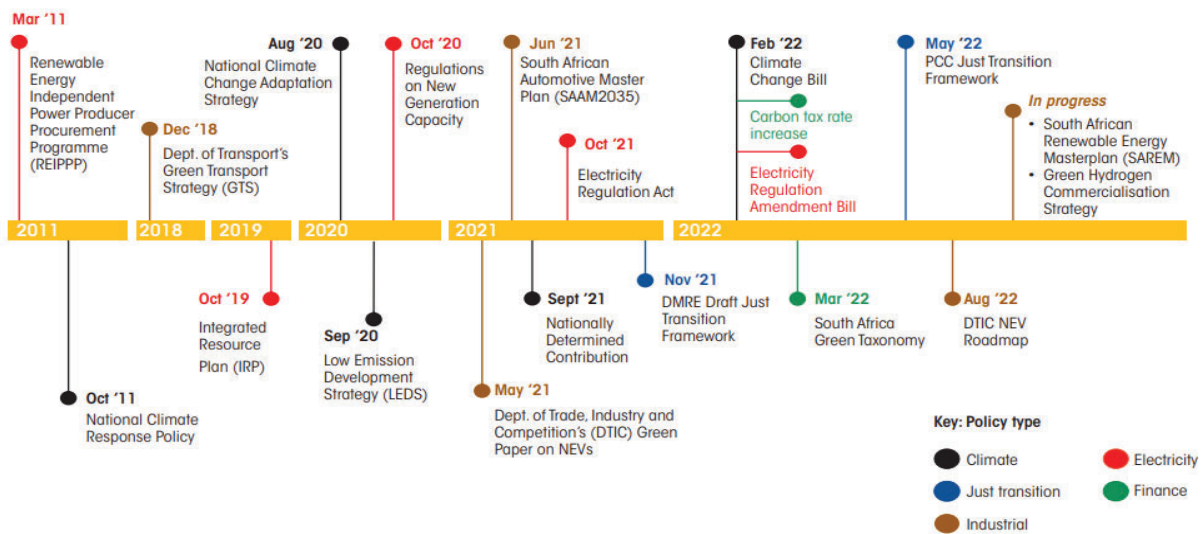 Mar '11
Renewable
Energy
Independent
Power Producer
Procurement
Programme
(REIPPP)
Dec '18
Dept. of Transport's
Green Transport
Strategy (GTS)
Aug '20
National Climate
Change Adaptation
Strategy
Oct '20
Regulations
on New
Generation
Capacity
Jun '21
South African
Automotive Master
Plan (SAAM2035)
Oct '21
Electricity
Regulation Act
Feb '22
Climate
Change Bill
Carbon tax rate
increase
Electricity
Regulation
Amendment Bill
May '22
PCC Just Transition
Framework
In progress
• South African
Renewable Energy
Masterplan (SAREM)
• Green Hydrogen
Commercialisation
Strategy
2011
2018
2019
2020
2021
2022
Oct '11
National Climate
Response Policy
Oct '19
Integrated
Resource
Plan (IRP)
Sep '20
Low Emission
Development
Strategy (LEDS)
May '21
Dept. of Trade, Industry and
Competition's (DTIC) Green
Paper on NEVs
Sept '21
Nationally
Determined
Contribution
Nov '21
DMRE Draft Just
Transition
Framework
Mar '22
South Africa
Green Taxonomy
Aug '22
DTIC NEV
Roadmap
Key: Policy type
Climate
Electricity
Just transition
Finance
Industrial